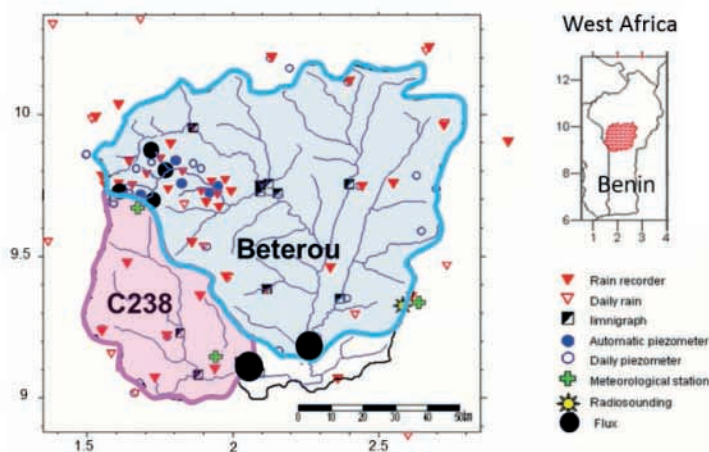 West Africa
10
9.5
9
1.5
2
2.5
Beterou
C238
0 10 20 30 40 50km
12
10
8
6
Benin
1 2 3 4
Rain recorder
Daily rain
limnigraph
Automatic piezometer
Daily piezometer
Meteorological station
Radiosounding
Flux